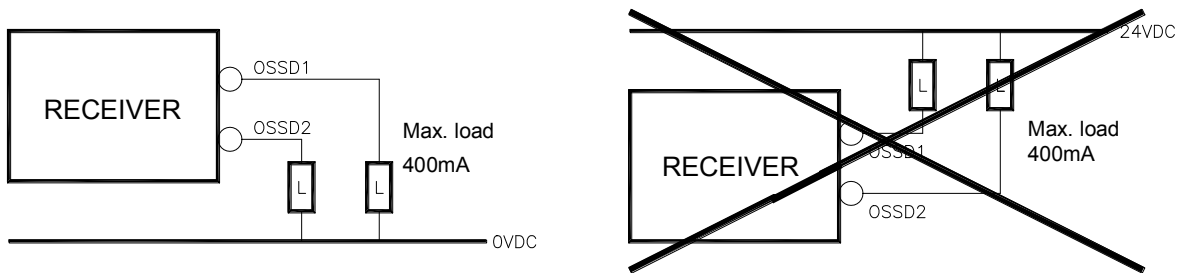 OSSD1
RECEIVER
OSSD2
Max. load
400mA
L
L
0VDC
24VDC
L
L
Max. load
400mA
OSSD1
RECEIVER
OSSD2